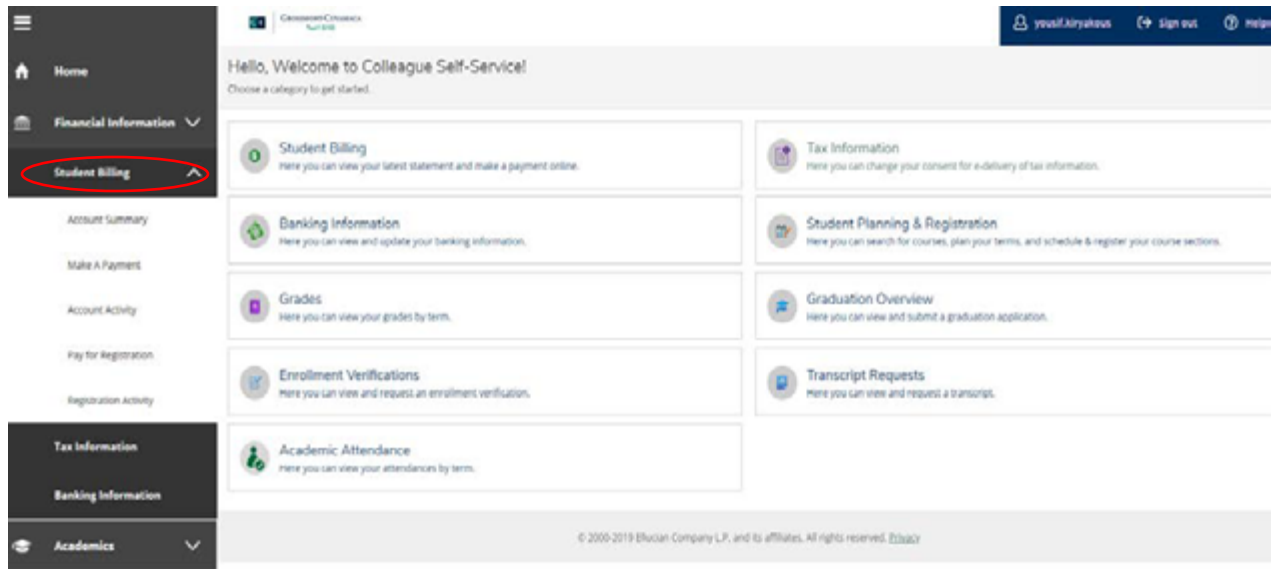 GROSSMONT-CUYAMACA
yousif.kiryakous
Sign out
Help
Home
Financial Information
Student Billing
Account Summary
Make A Payment
Account Activity
Pay for Registration
Registration Activity
Tax Information
Banking Information
Academics
Hello, Welcome to Colleague Self-Service!
Choose a category to get started.
Student Billing
Here you can view your latest statement and make a payment online.
Tax Information
Here you can change your consent for e-delivery of tax information.
Banking Information
Here you can view and update your banking information.
Student Planning & Registration
Here you can search for courses, plan your terms, and schedule & register your course sections.
Grades
Here you can view your grades by term.
Graduation Overview
Here you can view and submit a graduation application.
Enrollment Verifications
Here you can view and request an enrollment verification.
Transcript Requests
Here you can view and request a transcript.
Academic Attendance
Here you can view your attendances by term.
© 2000-2019 Ellucian Company L.P. and its affiliates. All rights reserved. Privacy